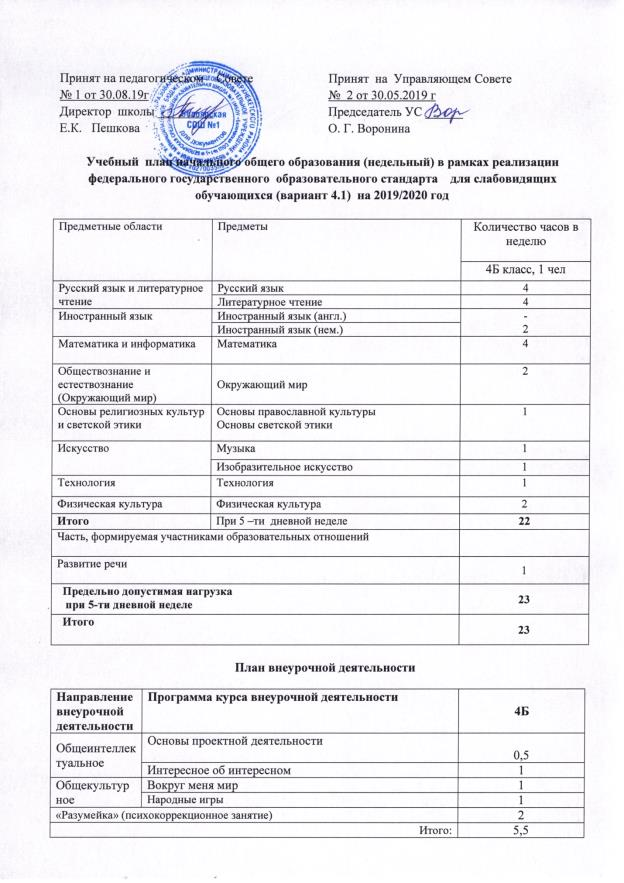 Принят на педагогическом Совете
№ 1 от 30.08.19г
Директор школы
Е.К. Пешкова
Принят на Управляющем Совете
№ 2 от 30.05.2019 г
Председатель УС
О. Г. Воронина
СОШ №1
Учебный план начального общего образования (недельный) в рамках реализации
федерального государственного образовательного стандарта для слабовидящих
обучающихся (вариант 4.1) на 2019/2020 год
Предметные области Предметы Количество часов в
неделю
4Б класс, 1 чел
Русский язык и литературное
чтение
Русский язык 4
Литературное чтение 4
Иностранный язык Иностранный язык (англ.) -
Иностранный язык (нем.) 2
Математика и информатика Математика 4
Обществознание и
естествознание
(Окружающий мир)
Окружающий мир 2
Основы религиозных культур
и светской этики
Основы православной культуры
Основы светской этики
1
Искусство Музыка 1
Изобразительное искусство 1
Технология Технология 1
Физическая культура Физическая культура 2
Итого При 5 –ти дневной неделе 22
Часть, формируемая участниками образовательных отношений
Развитие речи 1
Предельно допустимая нагрузка
при 5-ти дневной неделе
23
Итого
23
План внеурочной деятельности
Направление
внеурочной
деятельности
Программа курса внеурочной деятельности
4Б
Общеинтеллек
туальное
Основы проектной деятельности
0,5
Интересное об интересном 1
Общекультур
ное
Вокруг меня мир 1
Народные игры 1
«Разумейка» (психокоррекционное занятие) 2
Итого: 5,5